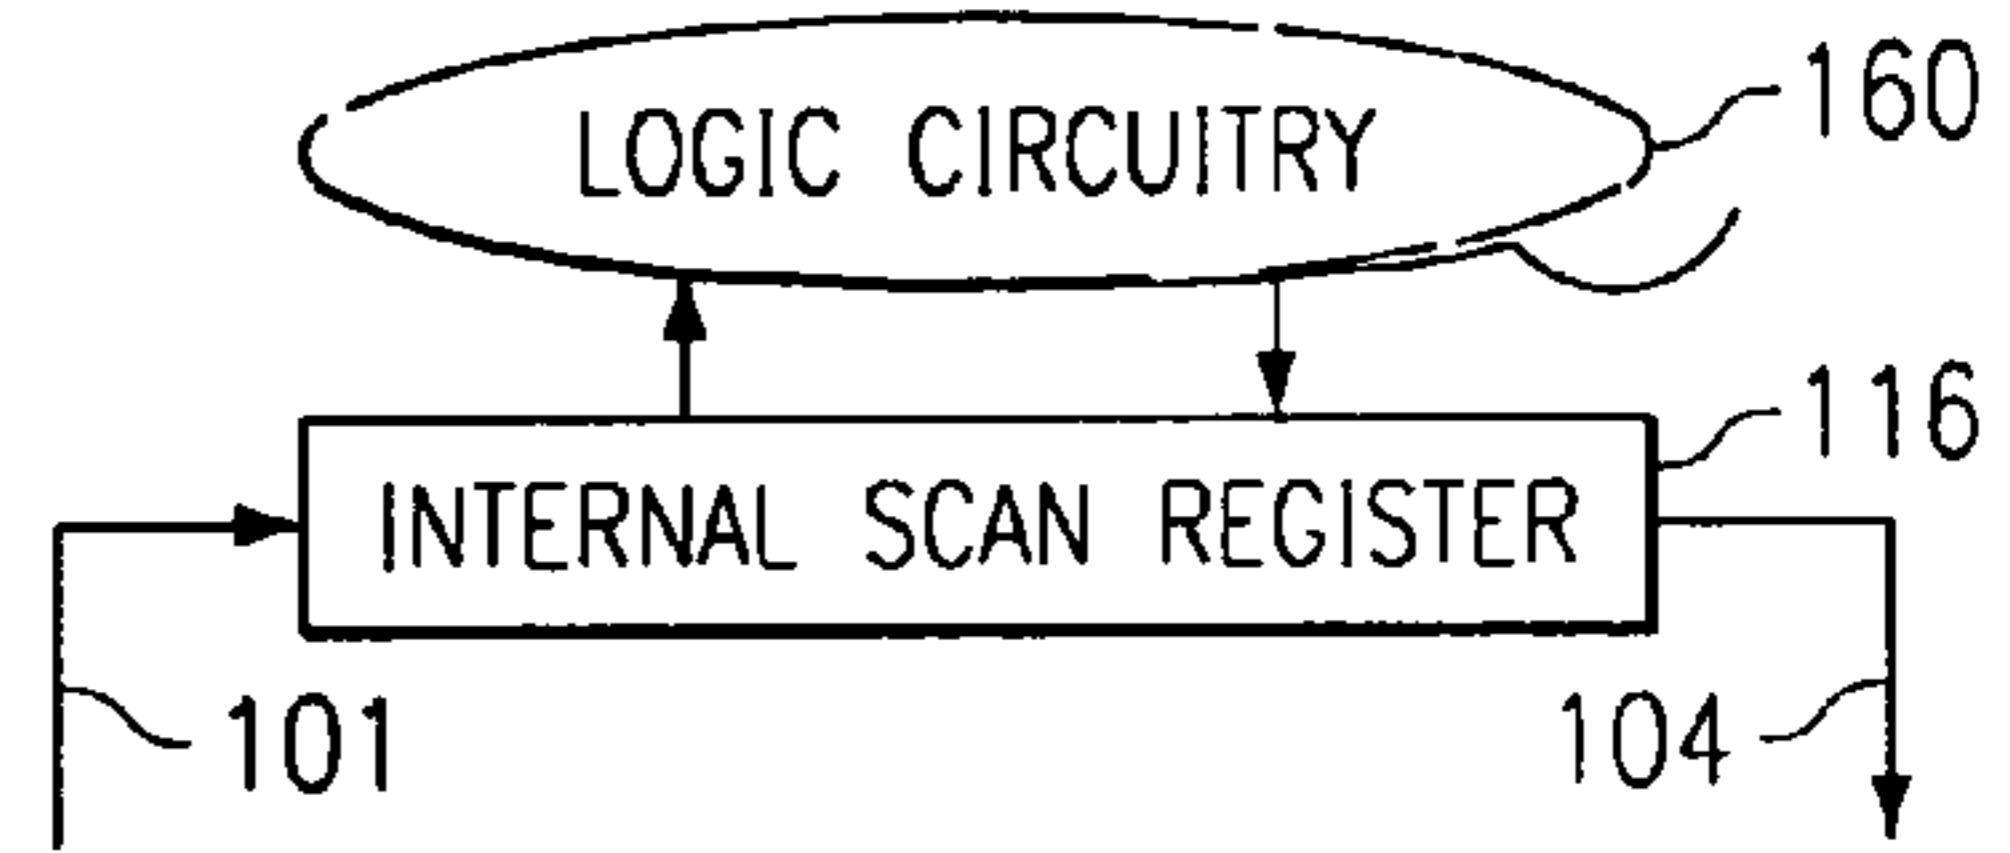 LOGIC CIRCUITRY
160
116
INTERNAL SCAN REGISTER
101
104